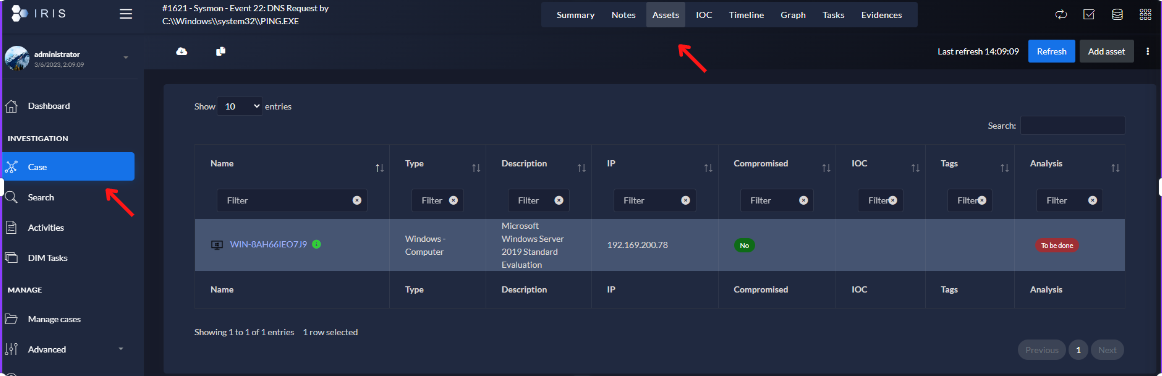 IRIS
#1621 - Sysmon - Event 22: DNS Request by
C:\\Windows\\system32\\PING.EXE
Summary Notes Assets IOC Timeline Graph Tasks Evidences
administrator
3/6/2023, 2:09:09
Last refresh 14:09:09 Refresh Add asset
Dashboard
INVESTIGATION
Case
Search
Activities
DIM Tasks
MANAGE
Manage cases
Advanced
Show 10 entries
Search:
Name Type Description IP Compromised IOC Tags Analysis
Filter Filter Filter Filter Filter Filter Filter Filter
WIN-8AH66IEO7J9
Windows -
Computer
Microsoft
Windows Server
2019 Standard
Evaluation
192.169.200.78
No
To be done
Name Type Description IP Compromised IOC Tags Analysis
Showing 1 to 1 of 1 entries 1 row selected
Previous 1 Next